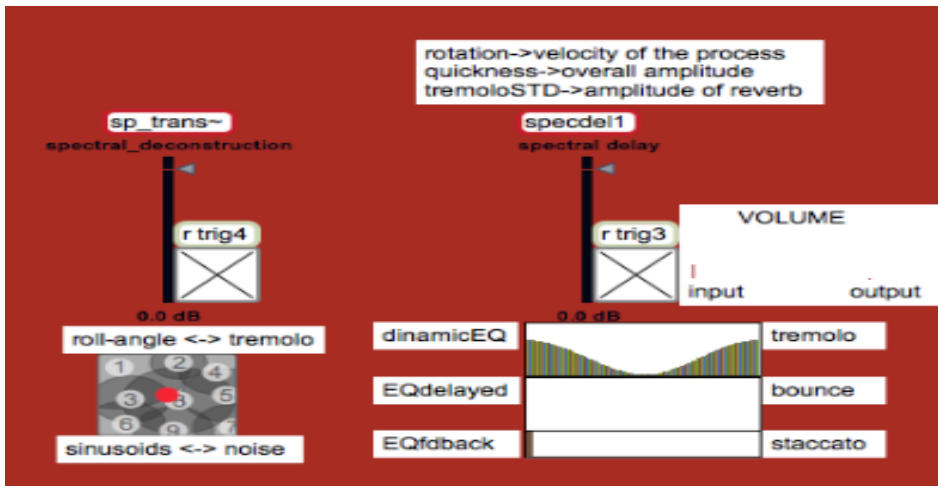 rotation->velocity of the process
quickness->overall amplitude
tremoloSTD->amplitude of reverb
sp_trans~
specdel1
spectral_deconstruction
spectral delay
r trig4
r trig3
VOLUME
input
output
0.0 dB
0.0 dB
roll-angle <-> tremolo
dinamicEQ
tremolo
1
2
4
EQdelayed
bounce
3
8
5
6
9
7
EQfdback
staccato
sinusoids <-> noise